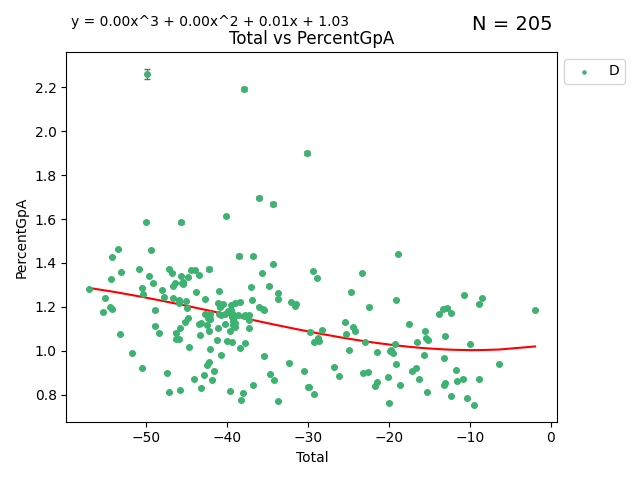 y = 0.00x^3 + 0.00x^2 + 0.01x + 1.03
N = 205
Total vs PercentGpA
D
PercentGpA
2.2
2.0
1.8
1.6
1.4
1.2
1.0
0.8
−50
−40
−30
−20
−10
0
Total